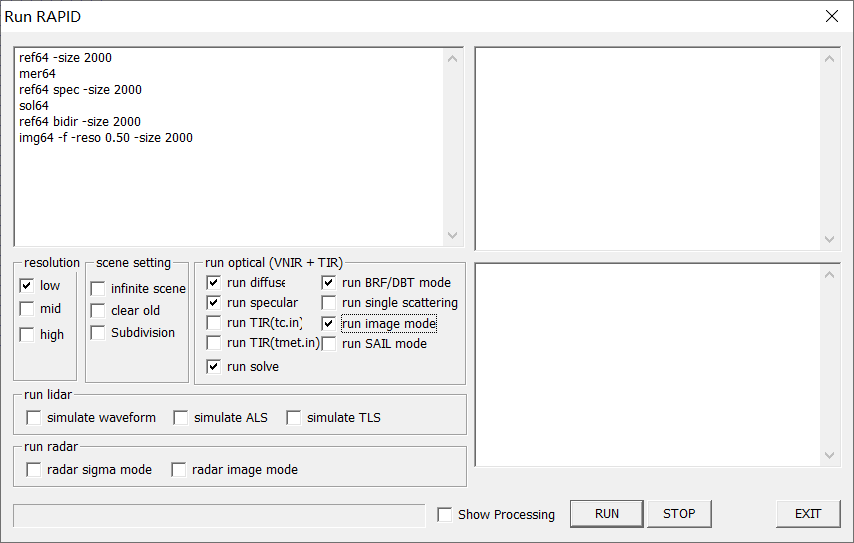 Run RAPID
ref64 -size 2000
mer64
ref64 spec -size 2000
sol64
ref64 bidir -size 2000
img64 -f -reso 0.50 -size 2000
resolution
low
mid
high
scene setting
infinite scene
clear old
Subdivision
run optical (VNIR + TIR)
run diffuse
run BRF/DBT mode
run specular
run single scattering
run TIR(tc.in)
run image mode
run TIR(tmet.in)
run SAIL mode
run solve
run lidar
simulate waveform
simulate ALS
simulate TLS
run radar
radar sigma mode
radar image mode
Show Processing
RUN
STOP
EXIT